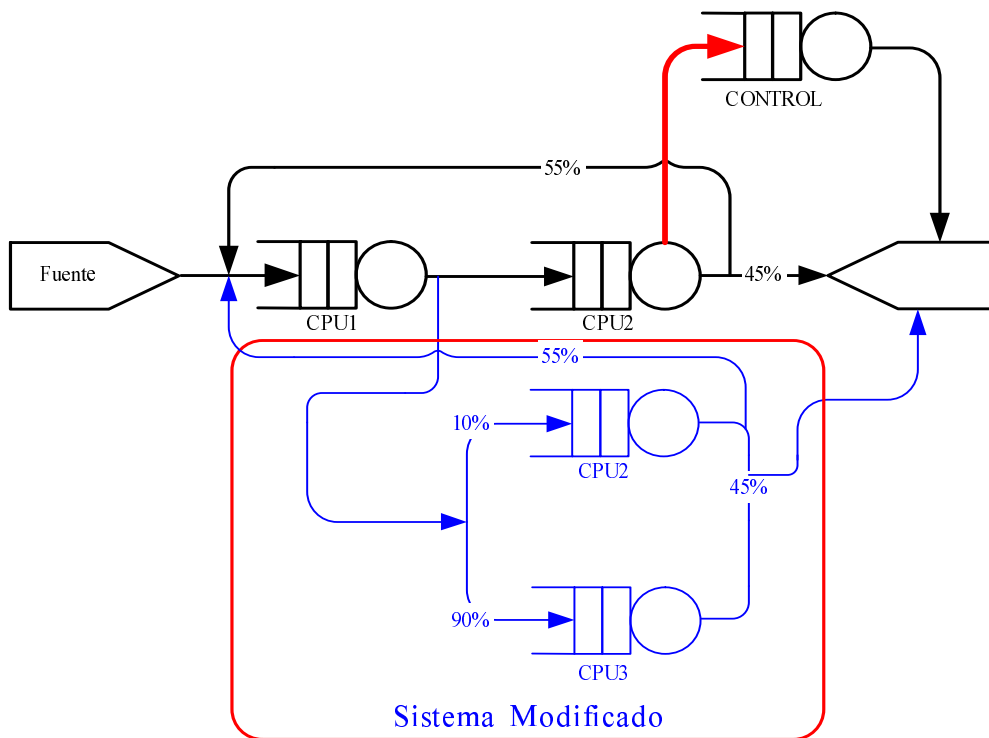 CONTROL
55%
Fuente
CPU1
CPU2
45%
55%
10%
CPU2
45%
90%
CPU3
Sistema Modificado